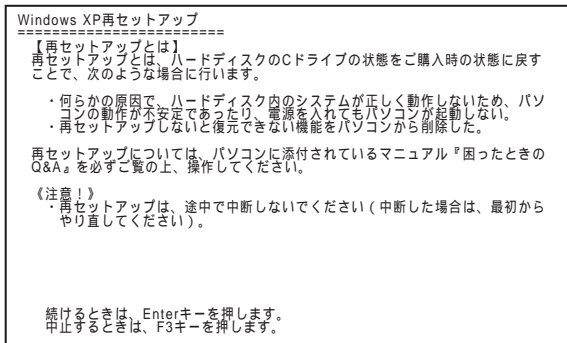 Windows XP再セットアップ
========================
【再セットアップとは】
再セットアップとは、ハードディスクのCドライブの状態をご購入時の状態に戻す
ことで、次のような場合に行います。
・何らかの原因で、ハードディスク内のシステムが正しく動作しないため、パソ
コンの動作が不安定であったり、電源を入れてもパソコンが起動しない。
・再セットアップしないと復元できない機能をパソコンから削除した。
再セットアップについては、パソコンに添付されているマニュアル『困ったときの
Q&A』を必ずご覧の上、操作してください。
《注意！》
・再セットアップは、途中で中断しないでください（中断した場合は、最初から
やり直してください）。
続けるときは、Enterキーを押します。
中止するときは、F3キーを押します。